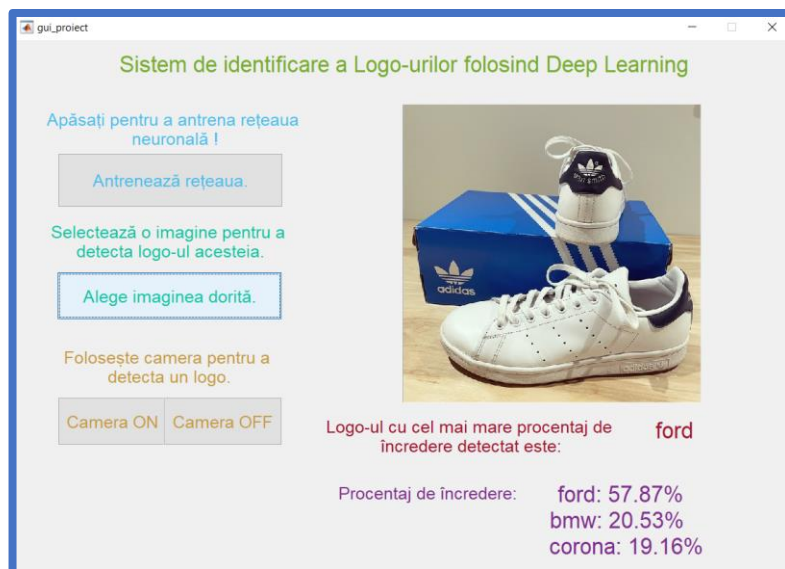 gui_proiect
Sistem de identificare a Logo-urilor folosind Deep Learning
Apăsați pentru a antrena rețeaua
neuronală !
Antrenează rețeaua.
Selectează o imagine pentru a
detecta logo-ul acesteia.
Alege imaginea dorită.
Folosește camera pentru a
detecta un logo.
Camera ON
Camera OFF
STAN SMITH
adidas
Logo-ul cu cel mai mare procentaj de
încredere detectat este:
ford
Procentaj de încredere:
ford: 57.87%
bmw: 20.53%
corona: 19.16%